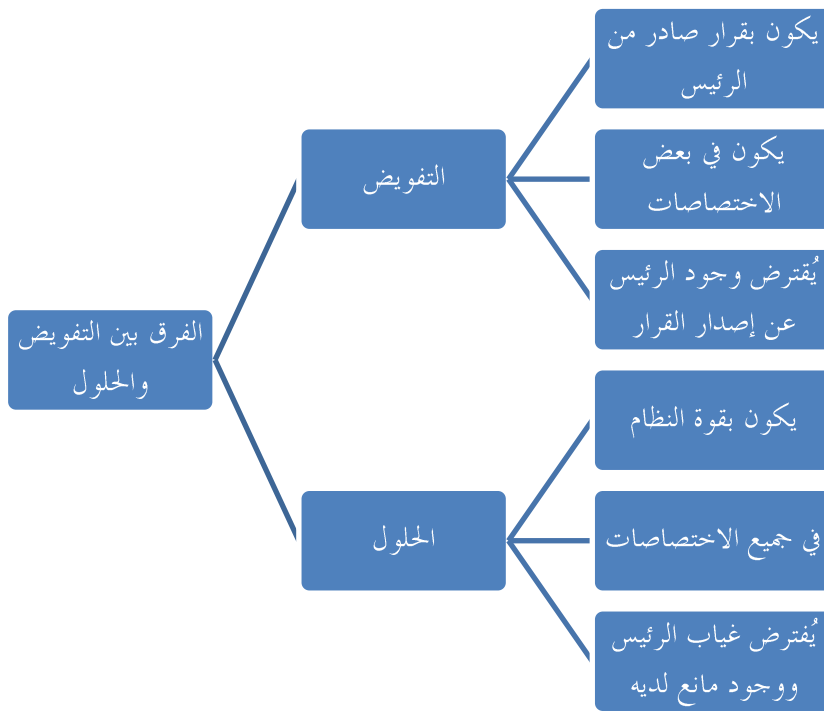 الفرق بين التفويض
والحلول
التفويض
يكون بقرار صادر من
الرئيس
يكون في بعض
الاختصاصات
يُقترض وجود الرئيس
عن إصدار القرار
الحلول
يكون بقوة النظام
في جميع الاختصاصات
يُفترض غياب الرئيس
ووجود مانع لديه